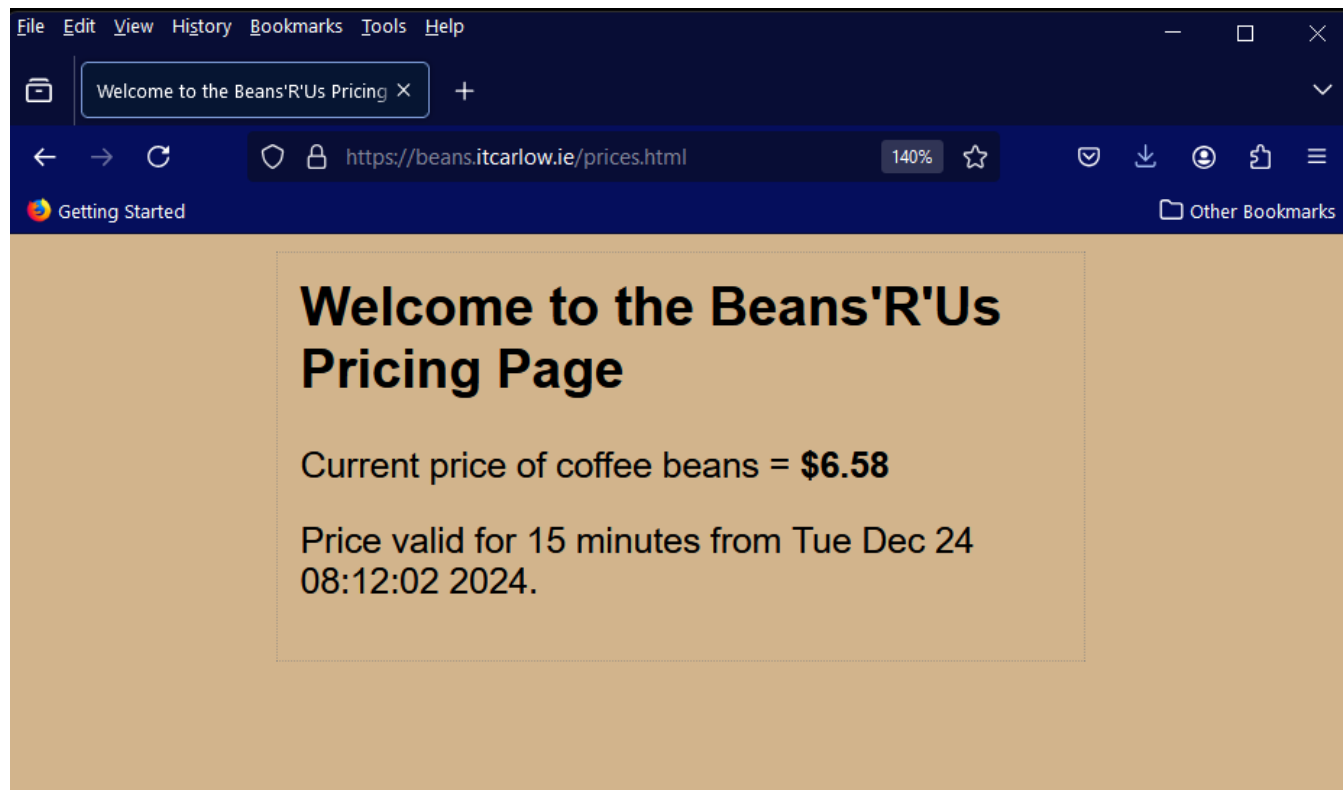 File Edit View History Bookmarks Tools Help
Welcome to the Beans'R'Us Pricing
https://beans.itcarlow.ie/prices.html 140%
Getting Started Other Bookmarks
Welcome to the Beans'R'Us
Pricing Page
Current price of coffee beans = $6.58
Price valid for 15 minutes from Tue Dec 24
08:12:02 2024.